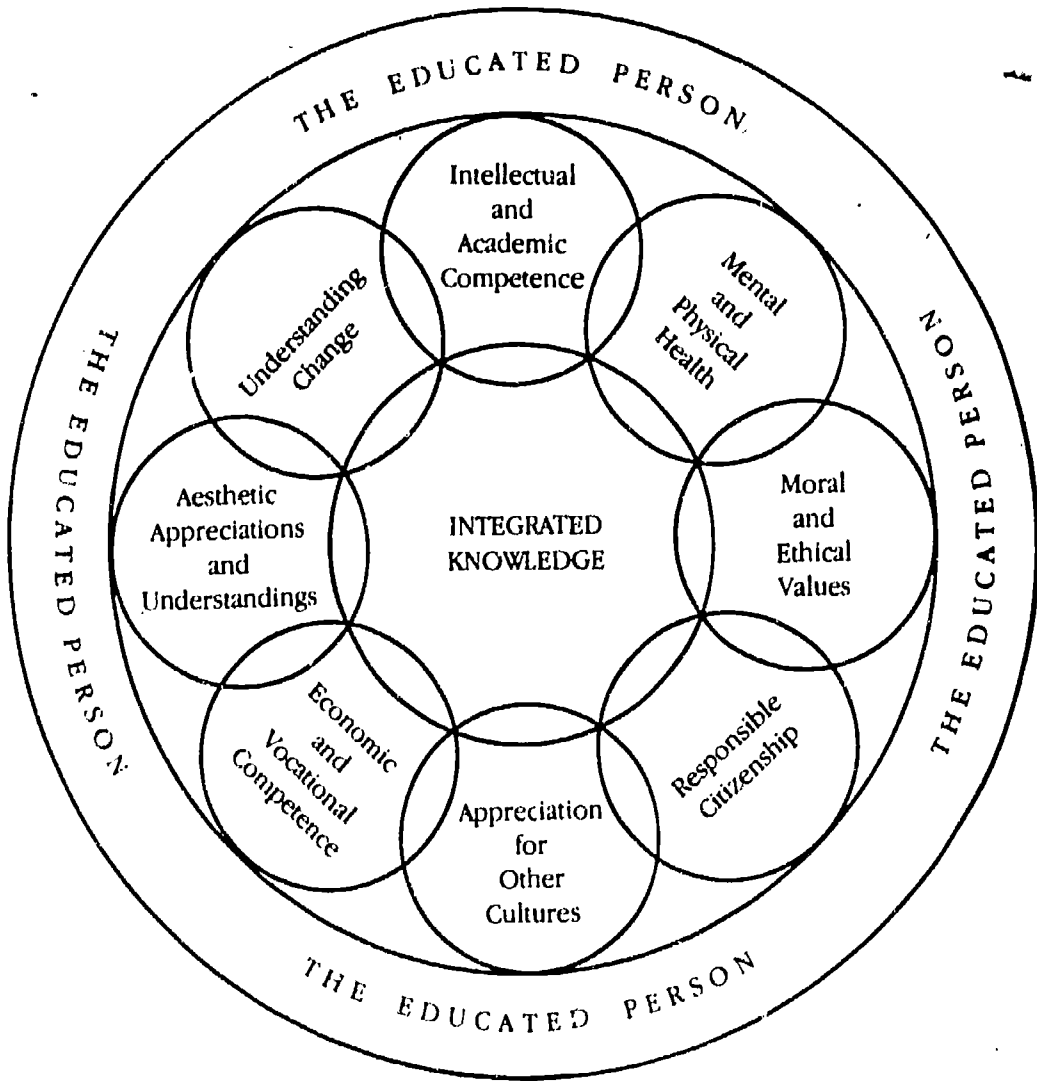 THE EDUCATED PERSON
Intellectual
and
Academic
Competence
Mental
and
Physical
Health
Moral
and
Ethical
Values
Responsible
Citizenship
Appreciation
for
Other
Cultures
Economic
and
Vocational
Competence
Aesthetic
Appreciations
and
Understandings
Understanding
Change
INTEGRATED
KNOWLEDGE
THE EDUCATED PERSON
THE EDUCATED PERSON
THE EDUCATED PERSON